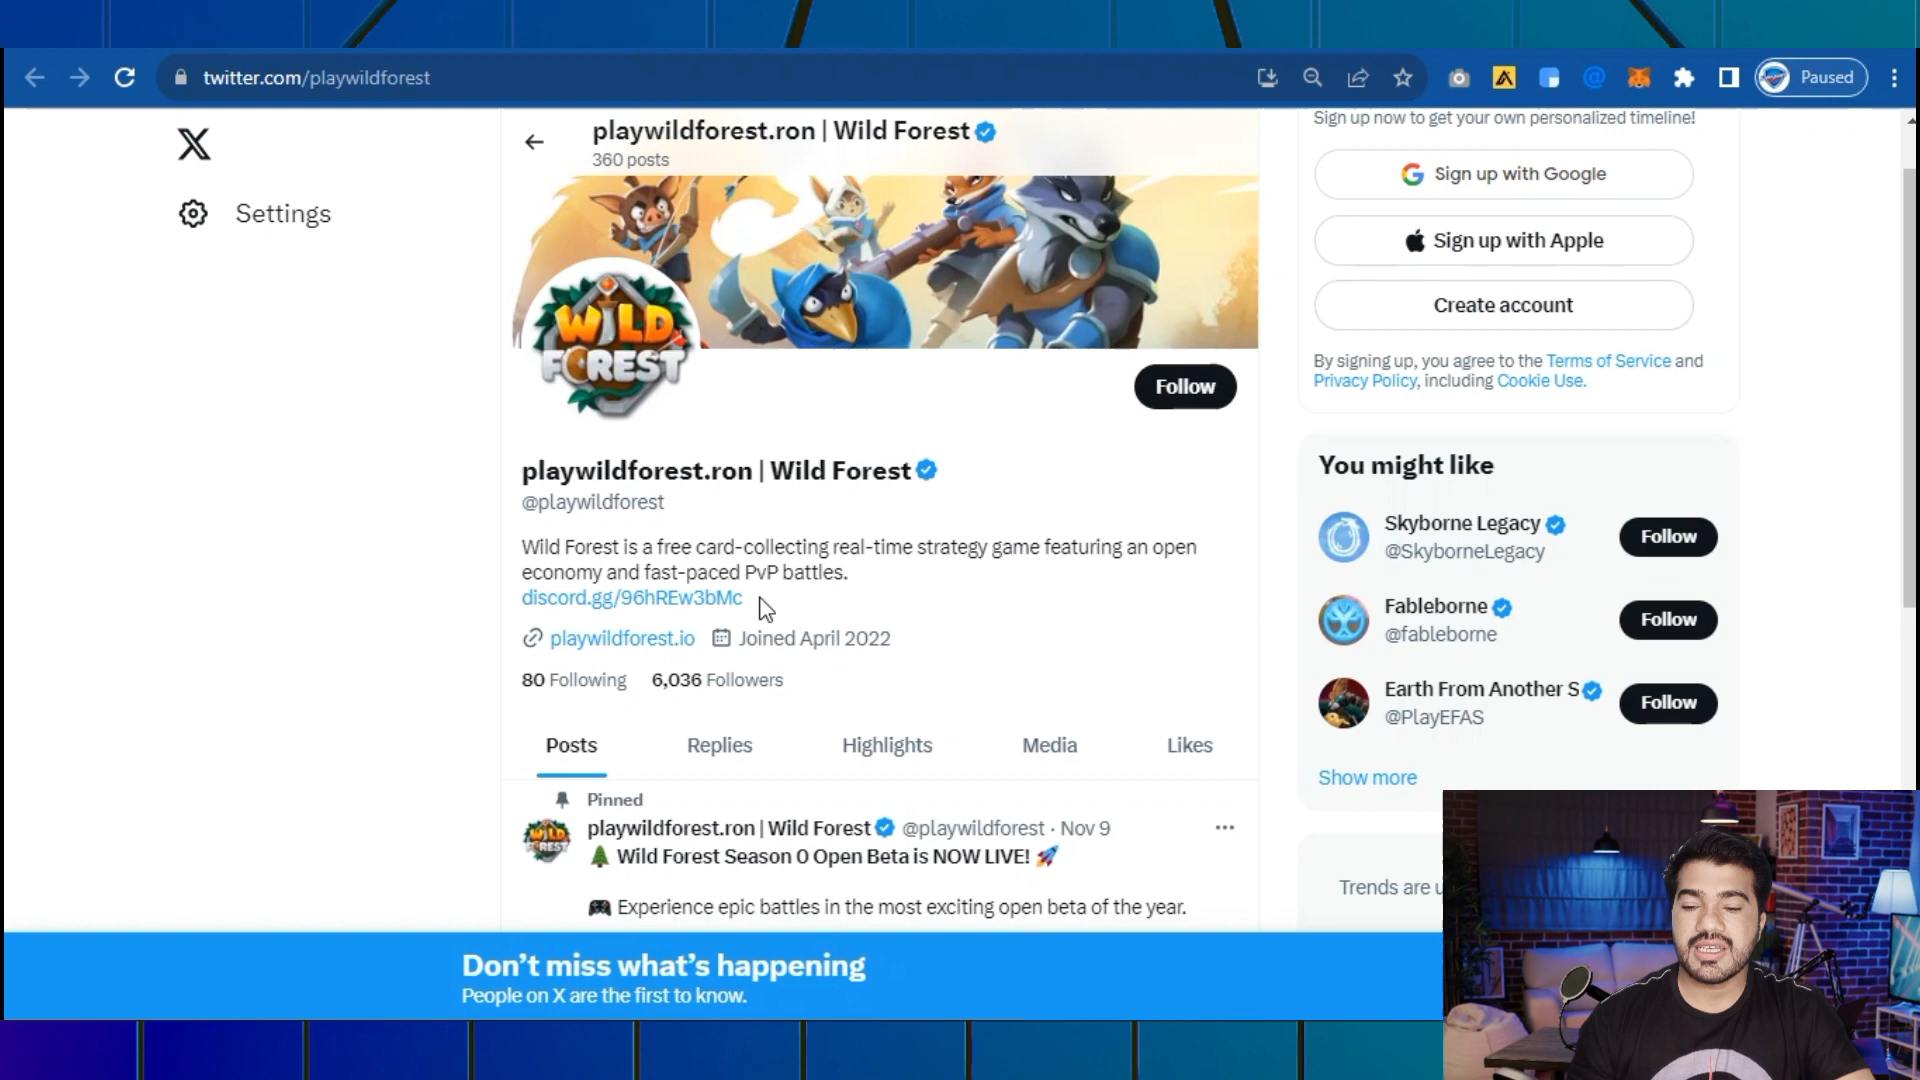 twitter.com/playwildforest
Paused
Settings
playwildforest.ron | Wild Forest
360 posts
WILD
FOREST
Follow
playwildforest.ron | Wild Forest
@playwildforest
Wild Forest is a free card-collecting real-time strategy game featuring an open
economy and fast-paced PvP battles.
discord.gg/96hREw3bMc
playwildforest.io
Joined April 2022
80 Following
6,036 Followers
Posts
Replies
Highlights
Media
Likes
Pinned
playwildforest.ron | Wild Forest @playwildforest · Nov 9
🌲 Wild Forest Season 0 Open Beta is NOW LIVE! 🚀
🎮 Experience epic battles in the most exciting open beta of the year.
Sign up now to get your own personalized timeline!
Sign up with Google
Sign up with Apple
Create account
By signing up, you agree to the Terms of Service and
Privacy Policy, including Cookie Use.
You might like
Skyborne Legacy
@SkyborneLegacy
Follow
Fableborne
@fableborne
Follow
Earth From Another S
@PlayEFAS
Follow
Show more
Trends are u
Don't miss what's happening
People on X are the first to know.